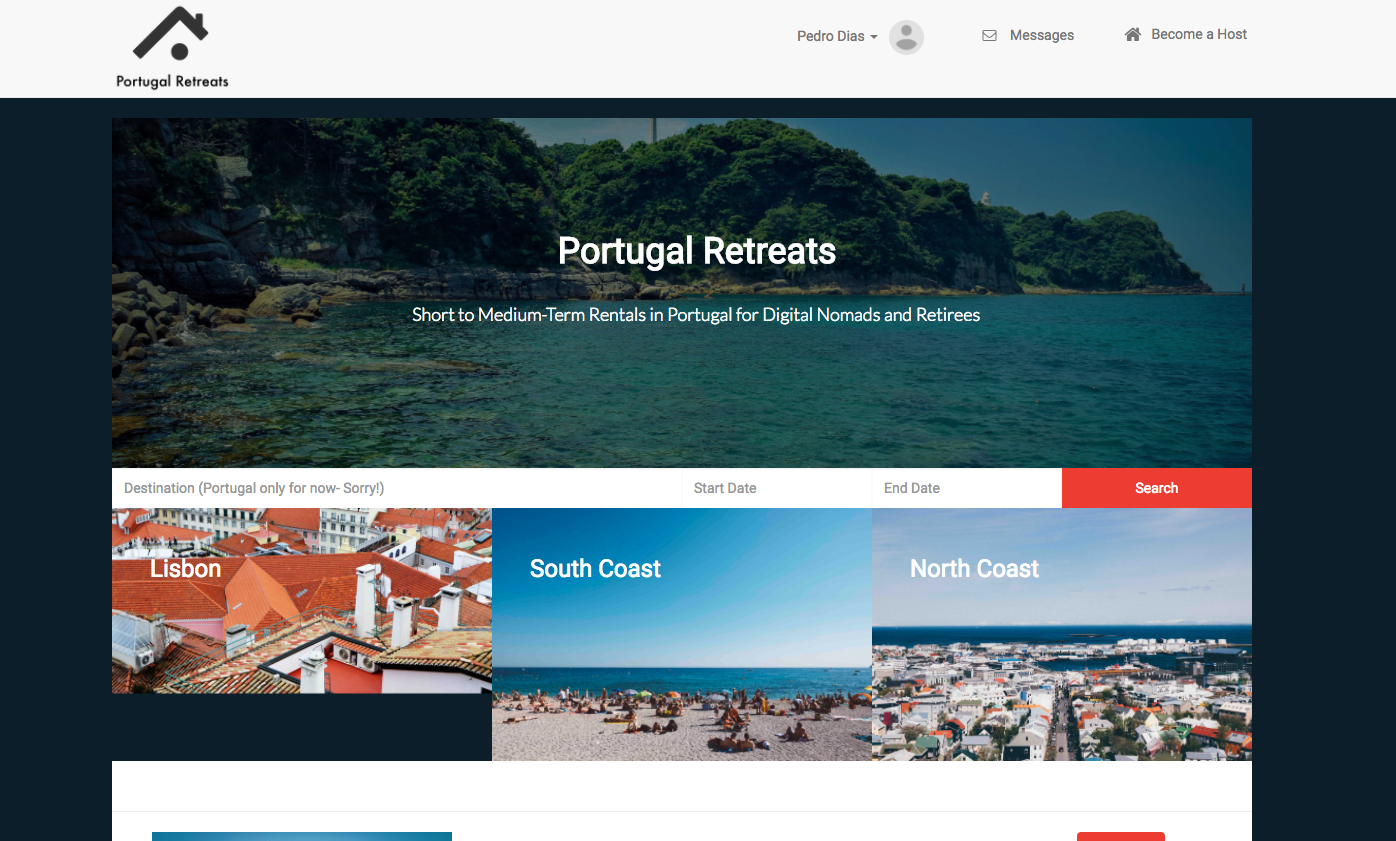 Portugal Retreats
Pedro Dias
Messages
Become a Host
Portugal Retreats
Short to Medium-Term Rentals in Portugal for Digital Nomads and Retirees
Destination (Portugal only for now- Sorry!)
Start Date
End Date
Search
Lisbon
South Coast
North Coast